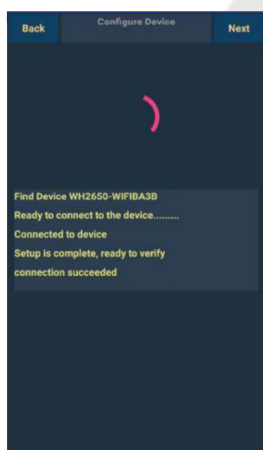 Back
Configure Device
Next
Find Device WH2650-WIFIBA3B
Ready to connect to the device.........
Connected to device
Setup is complete, ready to verify
connection succeeded